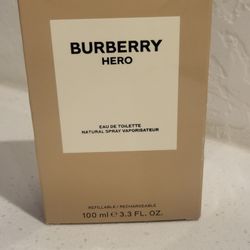 BURBERRY
HERO
EAU DE TOILETTE
NATURAL SPRAY VAPORISATEUR
REFILLABLE / RECHARGEABLE
100 ml ℮ 3.3 FL. OZ.